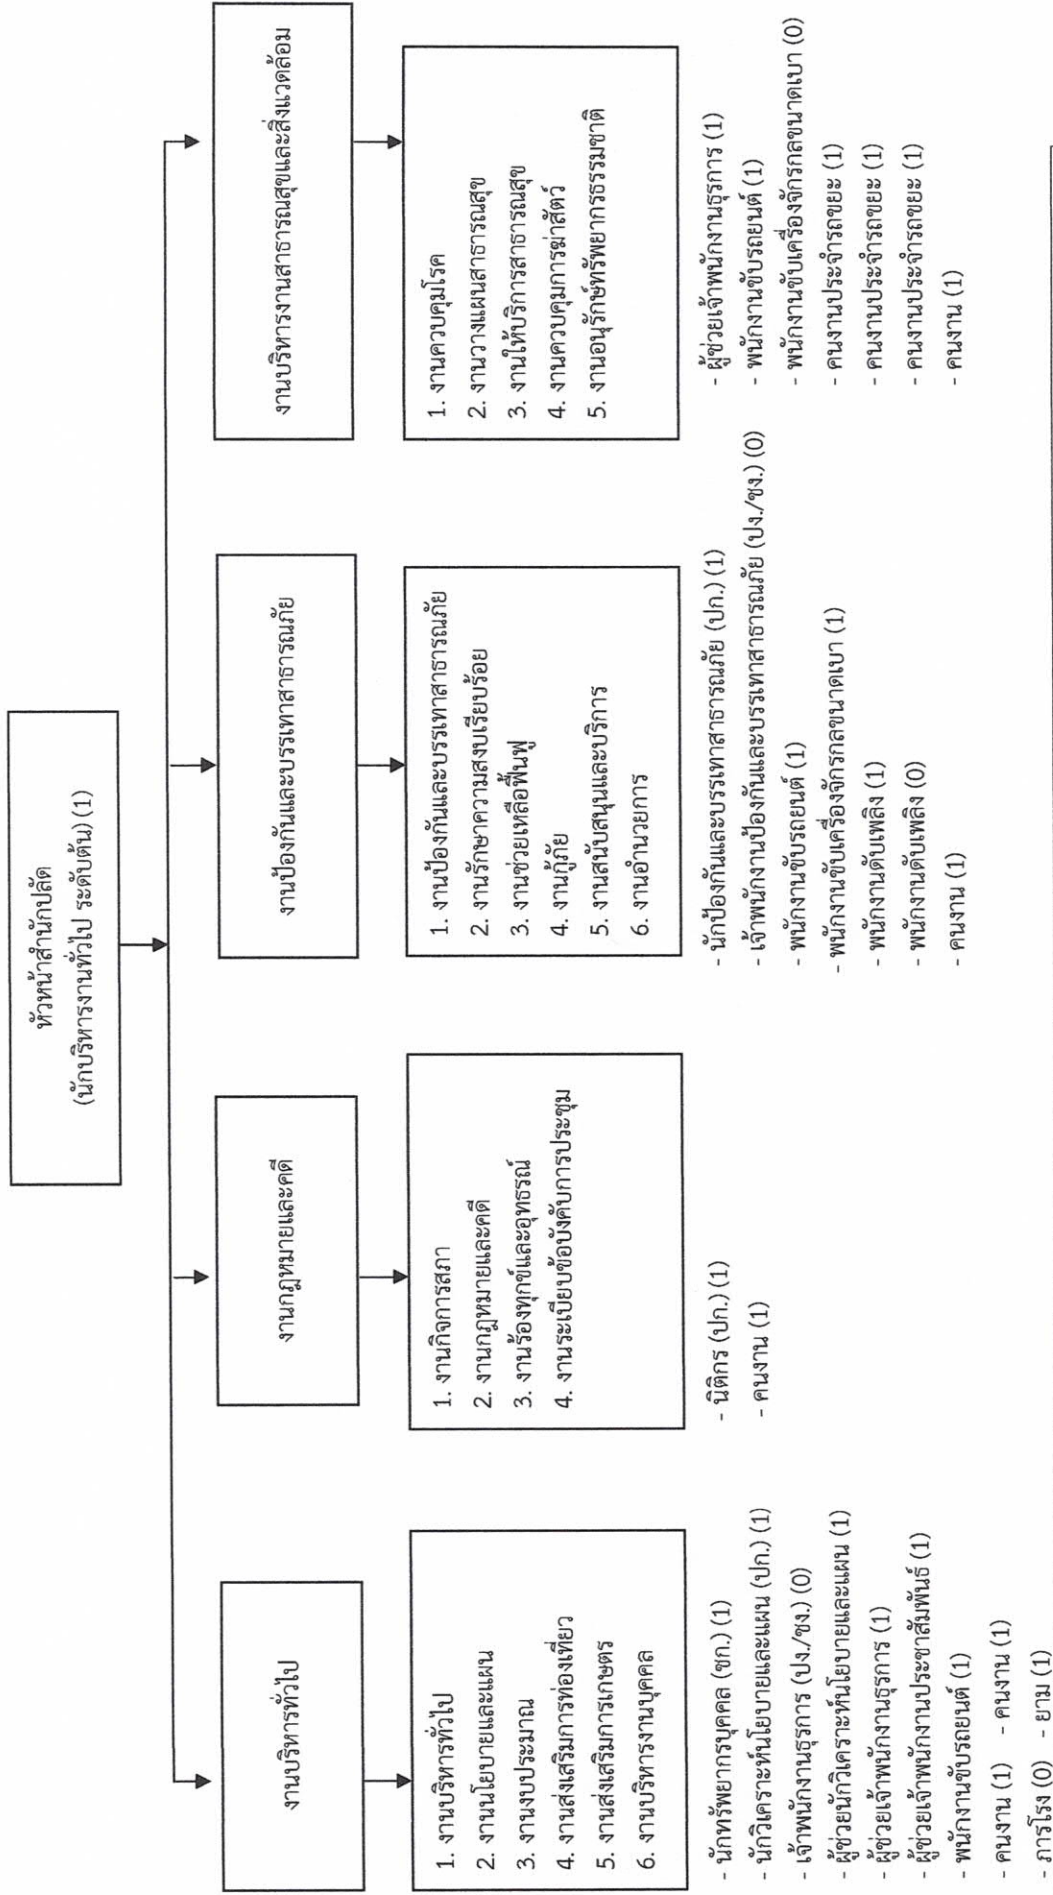 หัวหน้าสำนักปลัด
(นักบริหารงานทั่วไป ระดับต้น) (1)
งานบริหารทั่วไป
1. งานบริหารทั่วไป
2. งานนโยบายและแผน
3. งานงบประมาณ
4. งานส่งเสริมการท่องเที่ยว
5. งานส่งเสริมการเกษตร
6. งานบริหารงานบุคคล
- นักทรัพยากรบุคคล (ชก.) (1)
- นักวิเคราะห์นโยบายและแผน (ปก.) (1)
- เจ้าพนักงานธุรการ (ปง./ชง.) (0)
- ผู้ช่วยนักวิเคราะห์นโยบายและแผน (1)
- ผู้ช่วยเจ้าพนักงานธุรการ (1)
- ผู้ช่วยเจ้าพนักงานประชาสัมพันธ์ (1)
- พนักงานขับรถยนต์ (1)
- คนงาน (1) - คนงาน (1)
- ภารโรง (0) - ยาม (1)
งานกฎหมายและคดี
1. งานกิจการสภา
2. งานกฎหมายและคดี
3. งานร้องทุกข์และอุทธรณ์
4. งานระเบียบข้อบังคับการประชุม
- นิติกร (ปก.) (1)
- คนงาน (1)
งานป้องกันและบรรเทาสาธารณภัย
1. งานป้องกันและบรรเทาสาธารณภัย
2. งานรักษาความสงบเรียบร้อย
3. งานช่วยเหลือฟื้นฟู
4. งานกู้ภัย
5. งานสนับสนุนและบริการ
6. งานอำนวยการ
- นักป้องกันและบรรเทาสาธารณภัย (ปก.) (1)
- เจ้าพนักงานป้องกันและบรรเทาสาธารณภัย (ปง./ชง.) (0)
- พนักงานขับรถยนต์ (1)
- พนักงานขับเครื่องจักรกลขนาดเบา (1)
- พนักงานดับเพลิง (1)
- พนักงานดับเพลิง (0)
- คนงาน (1)
งานบริหารงานสาธารณสุขและสิ่งแวดล้อม
1. งานควบคุมโรค
2. งานวางแผนสาธารณสุข
3. งานให้บริการสาธารณสุข
4. งานควบคุมการฆ่าสัตว์
5. งานอนุรักษ์ทรัพยากรธรรมชาติ
- ผู้ช่วยเจ้าพนักงานธุรการ (1)
- พนักงานขับรถยนต์ (1)
- พนักงานขับเครื่องจักรกลขนาดเบา (0)
- คนงานประจำรถขยะ (1)
- คนงานประจำรถขยะ (1)
- คนงานประจำรถขยะ (1)
- คนงาน (1)